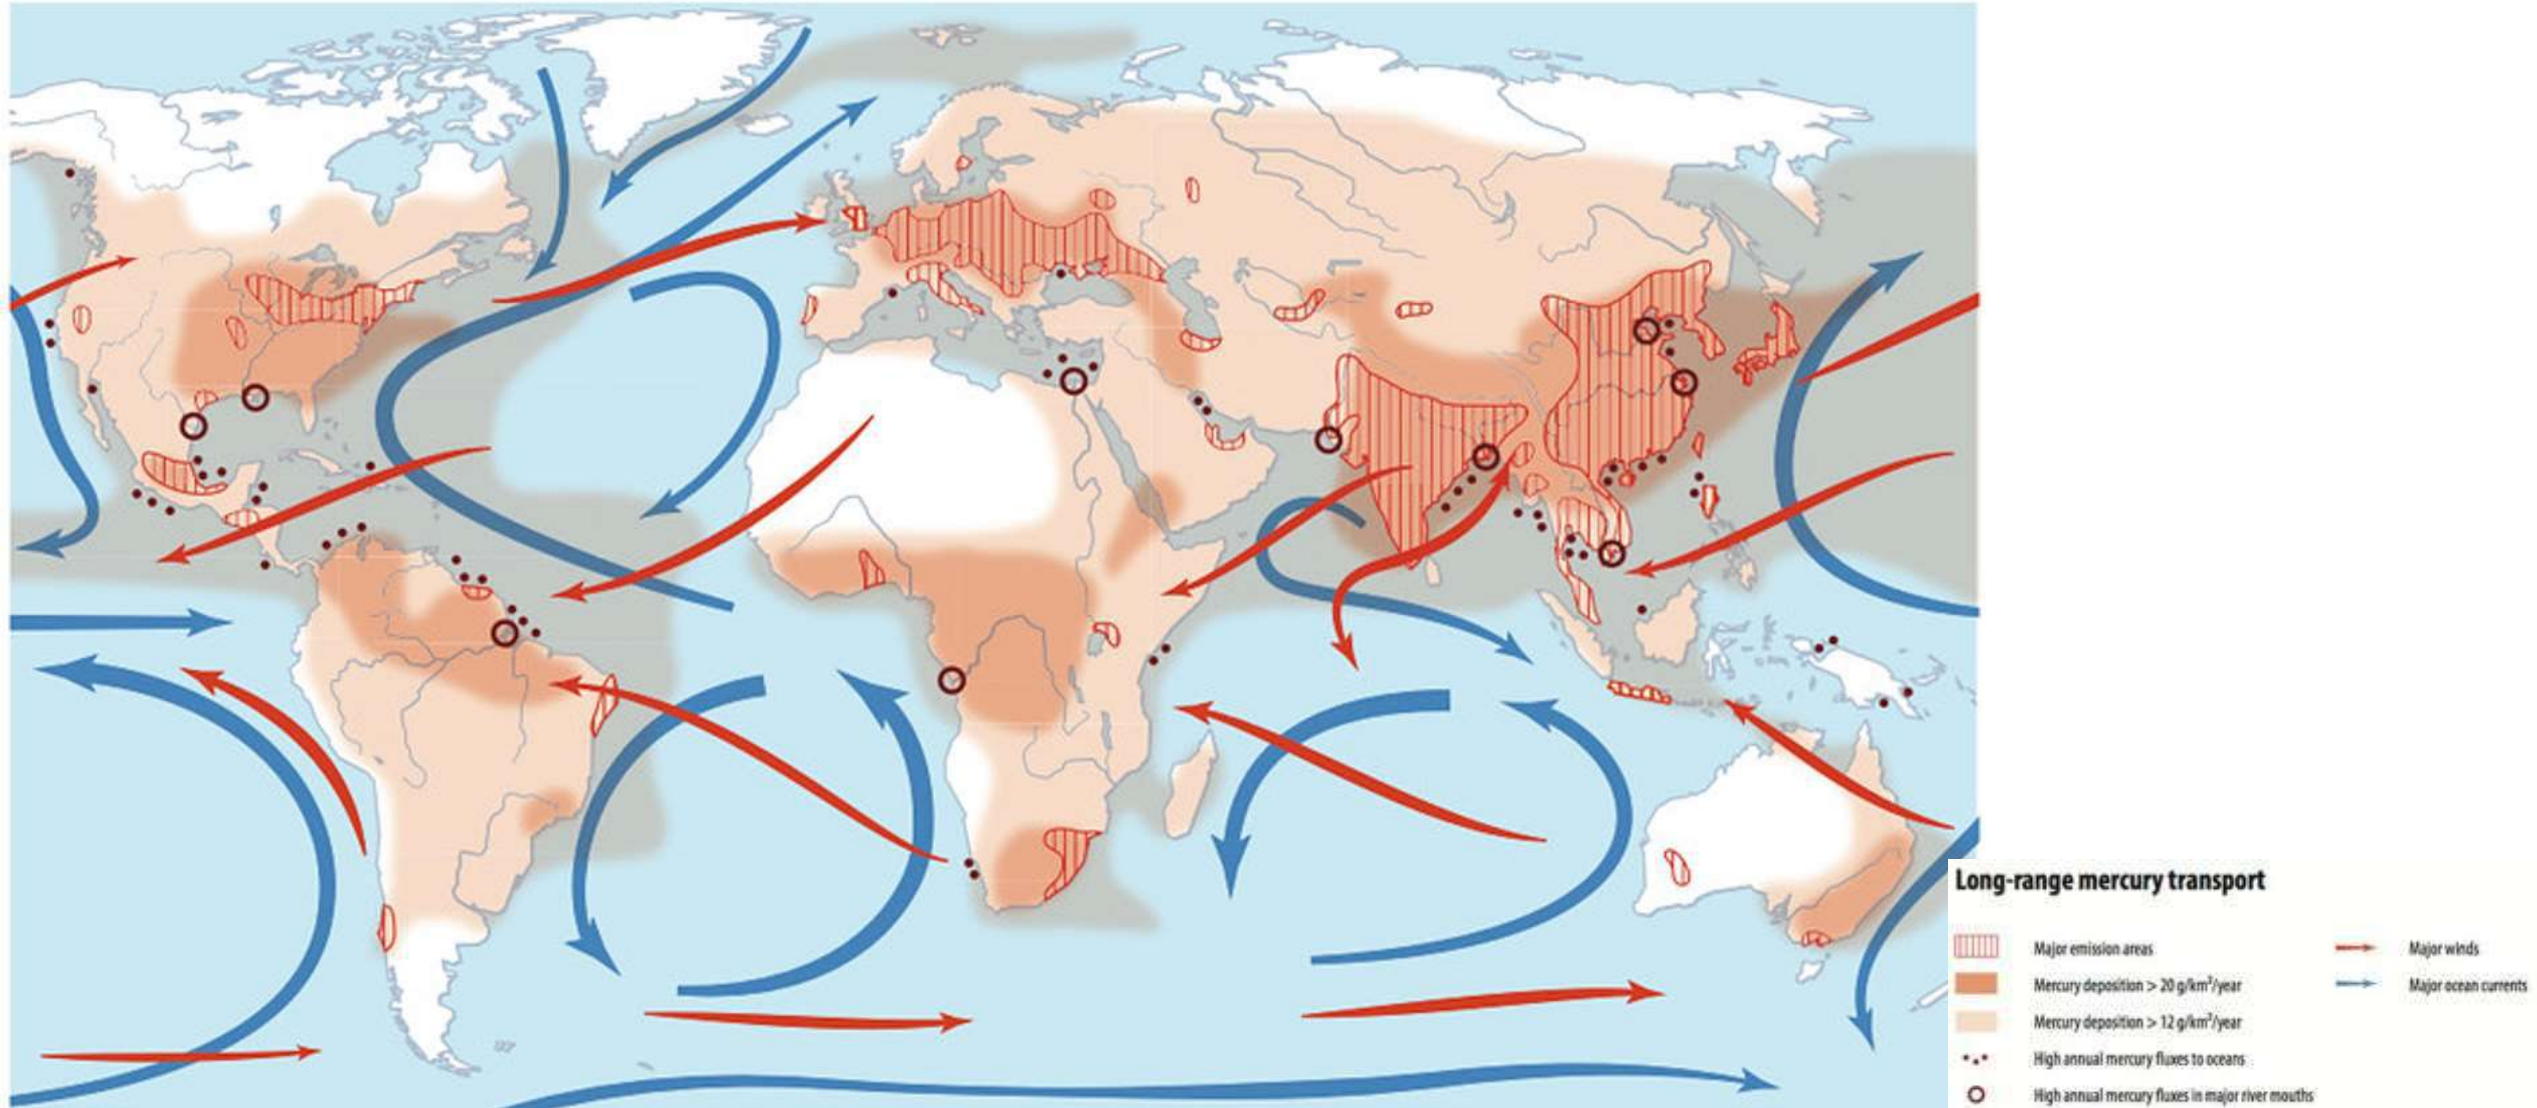 Long-range mercury transport
Major emission areas
Mercury deposition > 20 g/km²/year
Mercury deposition > 12 g/km²/year
High annual mercury fluxes to oceans
High annual mercury fluxes in major river mouths
Major winds
Major ocean currents